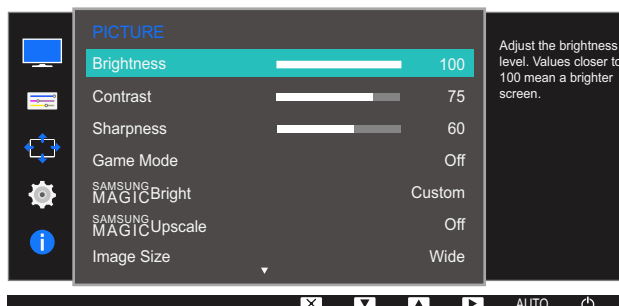 PICTURE
Brightness 100
Contrast 75
Sharpness 60
Game Mode Off
SAMSUNG MAGIC Bright Custom
SAMSUNG MAGIC Upscale Off
Image Size Wide
Adjust the brightness
level. Values closer to
100 mean a brighter
screen.
AUTO